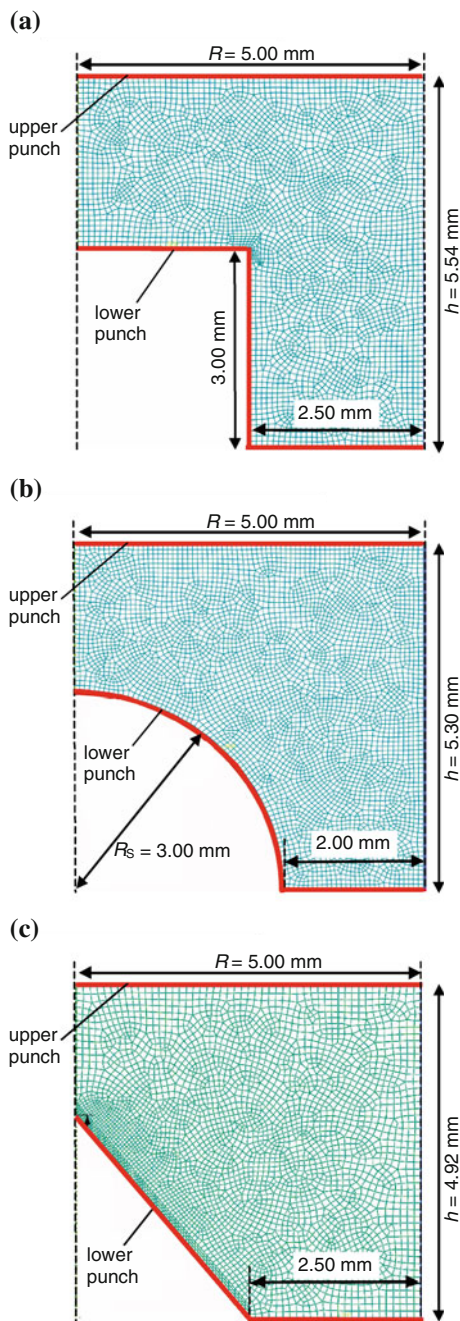 (a)
R = 5.00 mm
upper
punch
lower
punch
3.00 mm
2.50 mm
h = 5.54 mm
(b)
R = 5.00 mm
upper
punch
lower
punch
Rs = 3.00 mm
2.00 mm
h = 5.30 mm
(c)
R = 5.00 mm
upper
punch
lower
punch
2.50 mm
h = 4.92 mm